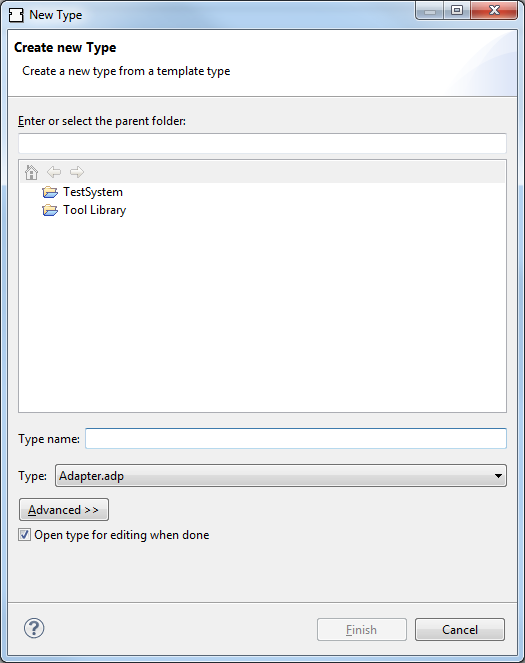 New Type
Create new Type
Create a new type from a template type
Enter or select the parent folder:
TestSystem
Tool Library
Type name:
Type: Adapter.adp
Advanced >>
Open type for editing when done
? Finish Cancel